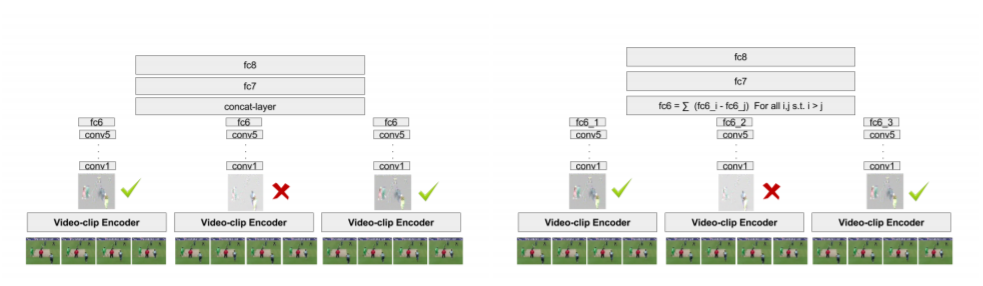 fc8
fc7
concat-layer
fc6 fc6 fc6
conv5 conv5 conv5
conv1 conv1 conv1
Video-clip Encoder Video-clip Encoder Video-clip Encoder
fc8
fc7
fc6 = ∑ (fc6_i - fc6_j) For all i,j s.t. i > j
fc6_1 fc6_2 fc6_3
conv5 conv5 conv5
conv1 conv1 conv1
Video-clip Encoder Video-clip Encoder Video-clip Encoder